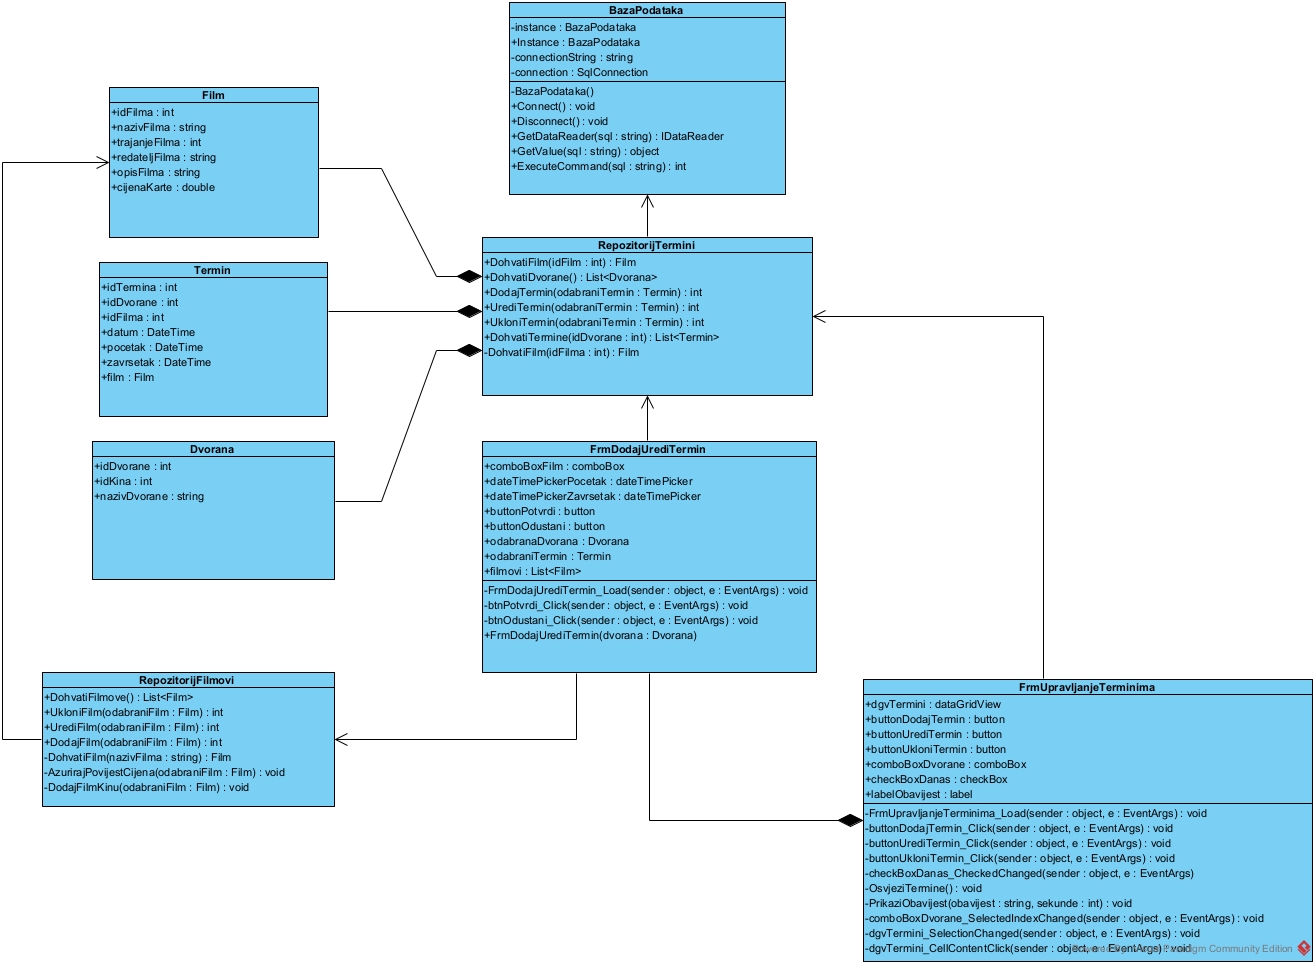 BazaPodataka
-instance : BazaPodataka
+Instance : BazaPodataka
-connectionString : string
-connection : SqlConnection
-BazaPodataka()
+Connect() : void
+Disconnect() : void
+GetDataReader(sql : string) : IDataReader
+GetValue(sql : string) : object
+ExecuteCommand(sql : string) : int
Film
+idFilma : int
+nazivFilma : string
+trajanjeFilma : int
+redateljFilma : string
+opisFilma : string
+cijenaKarte : double
RepozitorijTermini
+DohvatiFilm(idFilm : int) : Film
+DohvatiDvorane() : List<Dvorana>
+DodajTermin(odabraniTermin : Termin) : int
+UrediTermin(odabraniTermin : Termin) : int
+UkloniTermin(odabraniTermin : Termin) : int
+DohvatiTermine(idDvorane : int) : List<Termin>
-DohvatiFilm(idFilma : int) : Film
Termin
+idTermina : int
+idDvorane : int
+idFilma : int
+datum : DateTime
+pocetak : DateTime
+zavrsetak : DateTime
+film : Film
Dvorana
+idDvorane : int
+idKina : int
+nazivDvorane : string
FrmDodajUrediTermin
+comboBoxFilm : comboBox
+dateTimePickerPocetak : dateTimePicker
+dateTimePickerZavrsetak : dateTimePicker
+buttonPotvrdi : button
+buttonOdustani : button
+odabranaDvorana : Dvorana
+odabraniTermin : Termin
+filmovi : List<Film>
-FrmDodajUrediTermin_Load(sender : object, e : EventArgs) : void
-btnPotvrdi_Click(sender : object, e : EventArgs) : void
-btnOdustani_Click(sender : object, e : EventArgs) : void
+FrmDodajUrediTermin(dvorana : Dvorana)
RepozitorijFilmovi
+DohvatiFilmove() : List<Film>
+UkloniFilm(odabraniFilm : Film) : int
+UrediFilm(odabraniFilm : Film) : int
+DodajFilm(odabraniFilm : Film) : int
-DohvatiFilm(nazivFilma : string) : Film
-AzurirajPovijestCijena(odabraniFilm : Film) : void
-DodajFilmKinu(odabraniFilm : Film) : void
FrmUpravljanjeTerminima
+dgvTermini : dataGridView
+buttonDodajTermin : button
+buttonUrediTermin : button
+buttonUkloniTermin : button
+comboBoxDvorane : comboBox
+checkBoxDanas : checkBox
+labelObavijest : label
-FrmUpravljanjeTerminima_Load(sender : object, e : EventArgs) : void
-buttonDodajTermin_Click(sender : object, e : EventArgs) : void
-buttonUrediTermin_Click(sender : object, e : EventArgs) : void
-buttonUkloniTermin_Click(sender : object, e : EventArgs) : void
-checkBoxDanas_CheckedChanged(sender : object, e : EventArgs)
-OsvjeziTermine() : void
-PrikaziObavijest(obavijest : string, sekunde : int) : void
-comboBoxDvorane_SelectedIndexChanged(sender : object, e : EventArgs) : void
-dgvTermini_SelectionChanged(sender : object, e : EventArgs) : void
-dgvTermini_CellContentClick(sender : object, e : EventArgs) : void
Community Edition